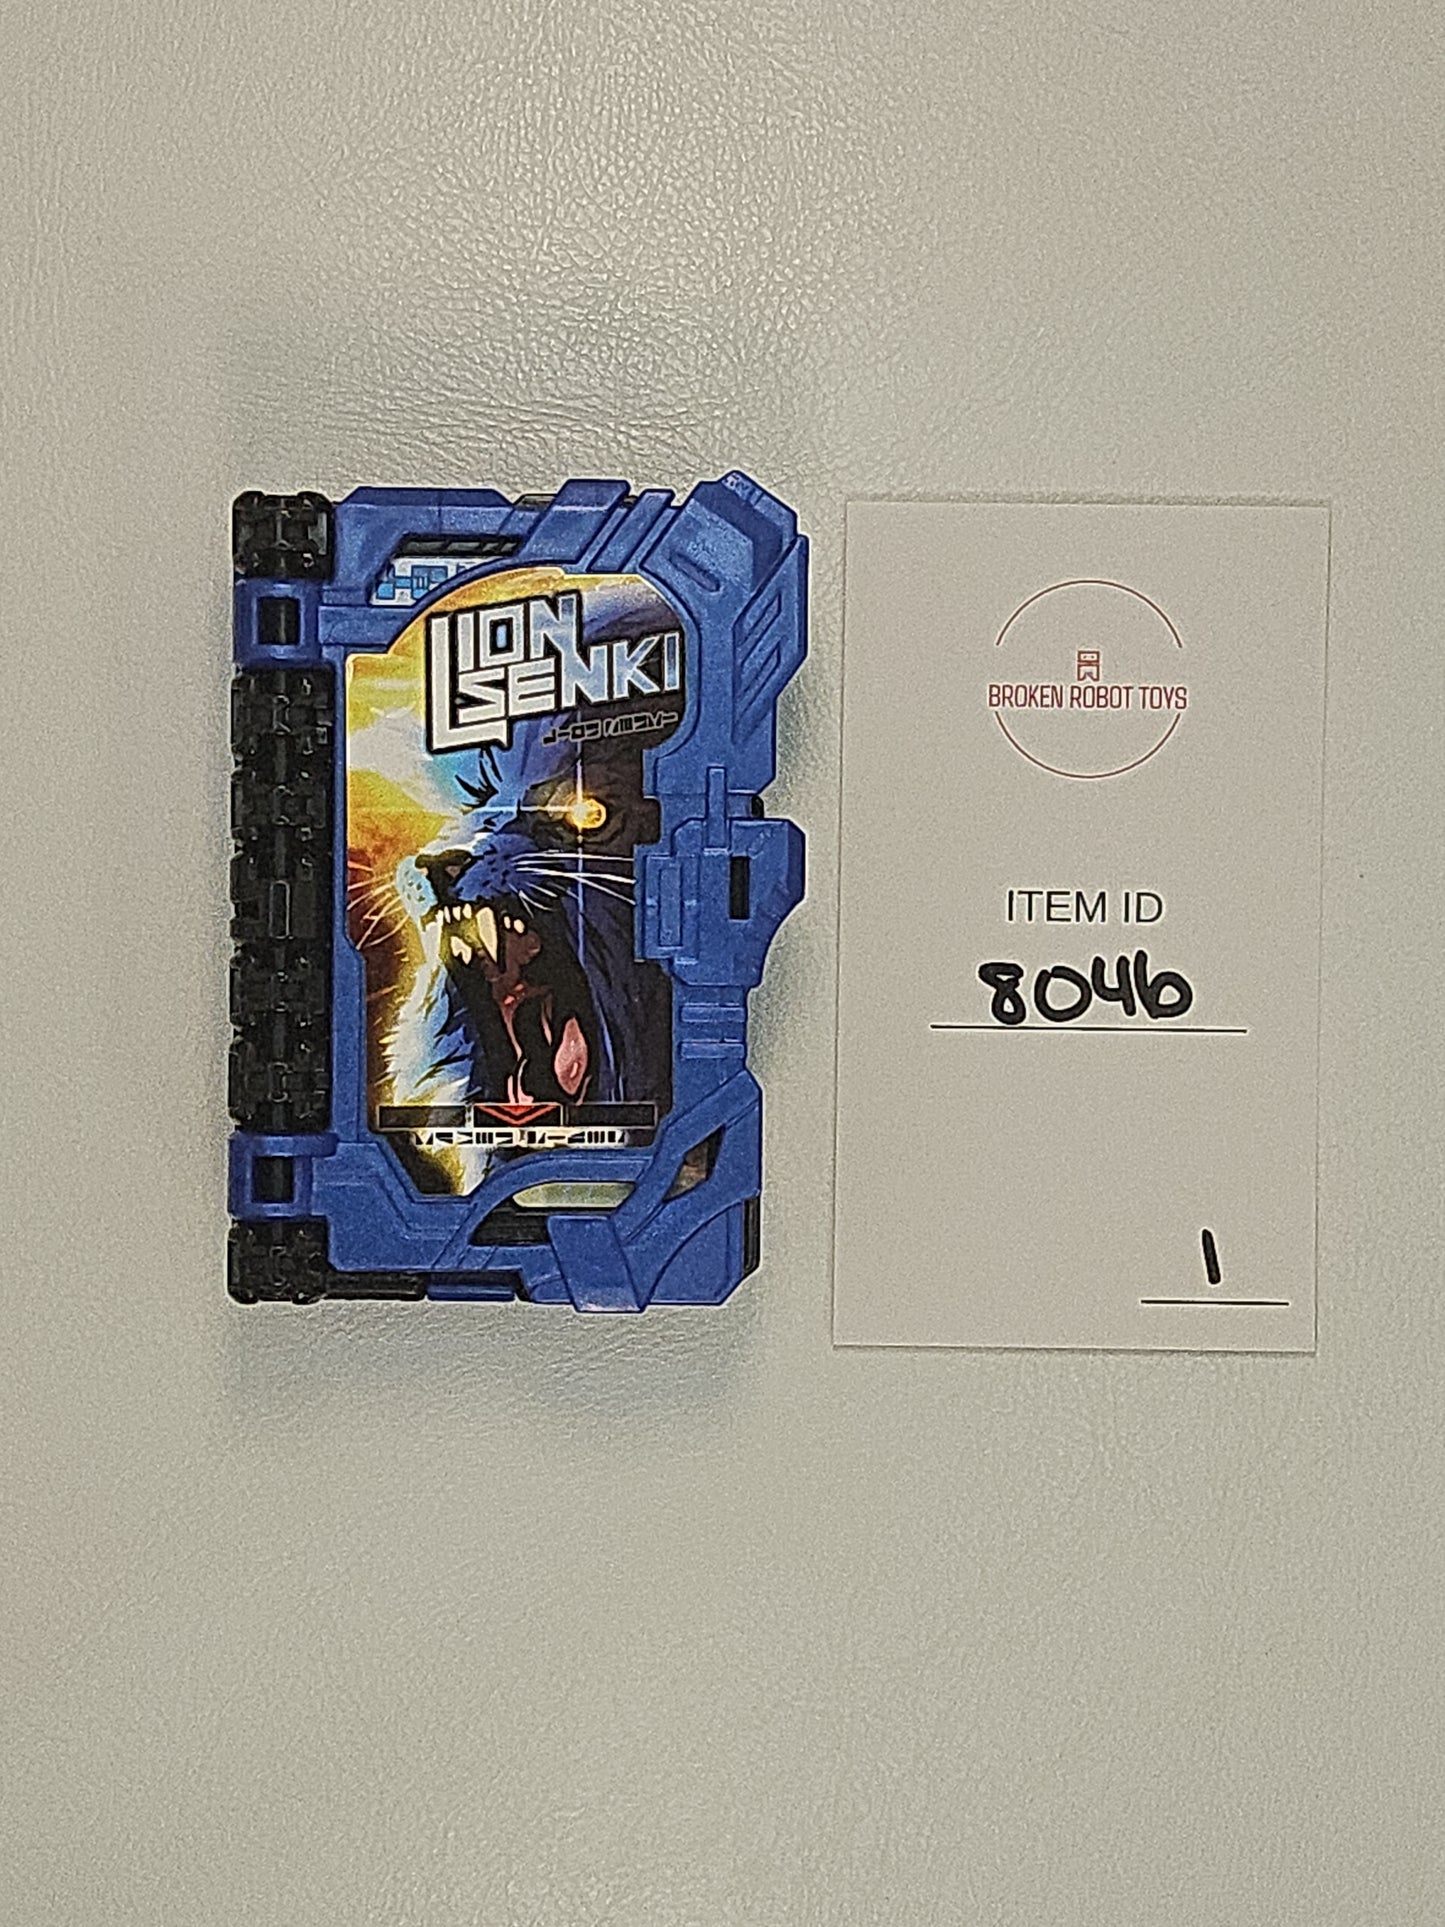 LION
SENKI
BROKEN ROBOT TOYS
ITEM ID
8046
1